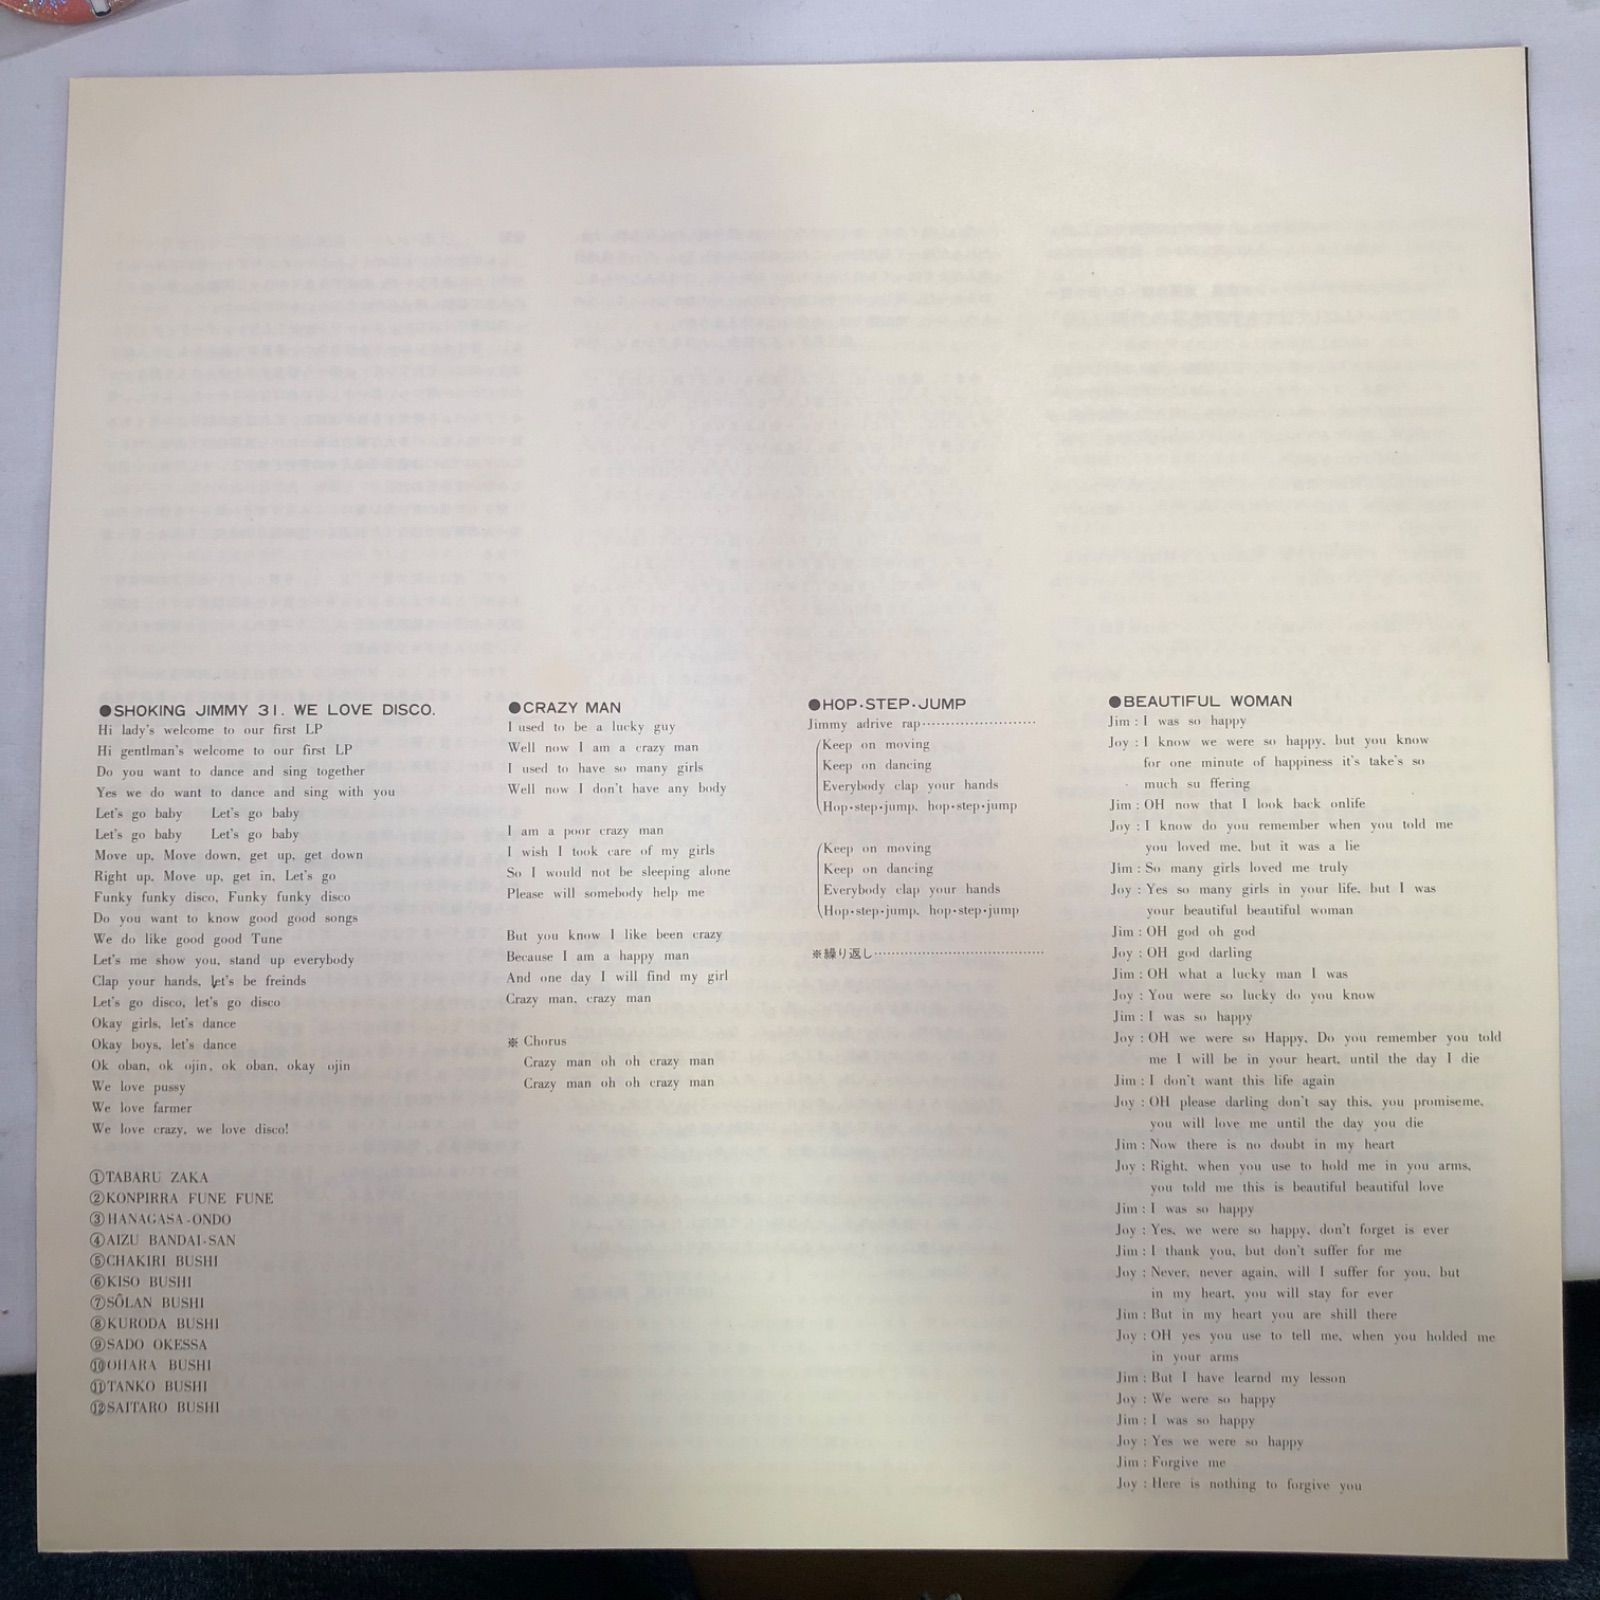 ●SHOKING JIMMY 31. WE LOVE DISCO.
Hi lady's welcome to our first LP
Hi gentlman's welcome to our first LP
Do you want to dance and sing together
Yes we do want to dance and sing with you
Let's go baby Let's go baby
Let's go baby Let's go baby
Move up, Move down, get up, get down
Right up, Move up, get in, Let's go
Funky funky disco, Funky funky disco
Do you want to know good good songs
We do like good good Tune
Let's me show you, stand up everybody
Clap your hands, let's be freinds
Let's go disco, let's go disco
Okay girls, let's dance
Okay boys, let's dance
Ok oban, ok ojin, ok oban, okay ojin
We love pussy
We love farmer
We love crazy, we love disco!
①TABARU ZAKA
②KONPIRRA FUNE FUNE
③HANAGASA-ONDO
④AIZU BANDAI-SAN
⑤CHAKIRI BUSHI
⑥KISO BUSHI
⑦SÔLAN BUSHI
⑧KURODA BUSHI
⑨SADO OKESSA
⑩OHARA BUSHI
⑪TANKO BUSHI
⑫SAITARO BUSHI
●CRAZY MAN
I used to be a lucky guy
Well now I am a crazy man
I used to have so many girls
Well now I don't have any body
I am a poor crazy man
I wish I took care of my girls
So I would not be sleeping alone
Please will somebody help me
But you know I like been crazy
Because I am a happy man
And one day I will find my girl
Crazy man, crazy man
※ Chorus
Crazy man oh oh crazy man
Crazy man oh oh crazy man
●HOP・STEP・JUMP
Jimmy adrive rap························
Keep on moving
Keep on dancing
Everybody clap your hands
Hop・step・jump, hop・step・jump
Keep on moving
Keep on dancing
Everybody clap your hands
Hop・step・jump, hop・step・jump
※繰り返し····································
●BEAUTIFUL WOMAN
Jim : I was so happy
Joy : I know we were so happy, but you know
for one minute of happiness it's take's so
much su ffering
Jim : OH now that I look back onlife
Joy : I know do you remember when you told me
you loved me, but it was a lie
Jim : So many girls loved me truly
Joy : Yes so many girls in your life, but I was
your beautiful beautiful woman
Jim : OH god oh god
Joy : OH god darling
Jim : OH what a lucky man I was
Joy : You were so lucky do you know
Jim : I was so happy
Joy : OH we were so Happy, Do you remember you told
me I will be in your heart, until the day I die
Jim : I don't want this life again
Joy : OH please darling don't say this, you promiseme,
you will love me until the day you die
Jim : Now there is no doubt in my heart
Joy : Right, when you use to hold me in you arms,
you told me this is beautiful beautiful love
Jim : I was so happy
Joy : Yes, we were so happy, don't forget is ever
Jim : I thank you, but don't suffer for me
Joy : Never, never again, will I suffer for you, but
in my heart, you will stay for ever
Jim : But in my heart you are shill there
Joy : OH yes you use to tell me, when you holded me
in your arms
Jim : But I have learnd my lesson
Joy : We were so happy
Jim : I was so happy
Joy : Yes we were so happy
Jim : Forgive me
Joy : Here is nothing to forgive you